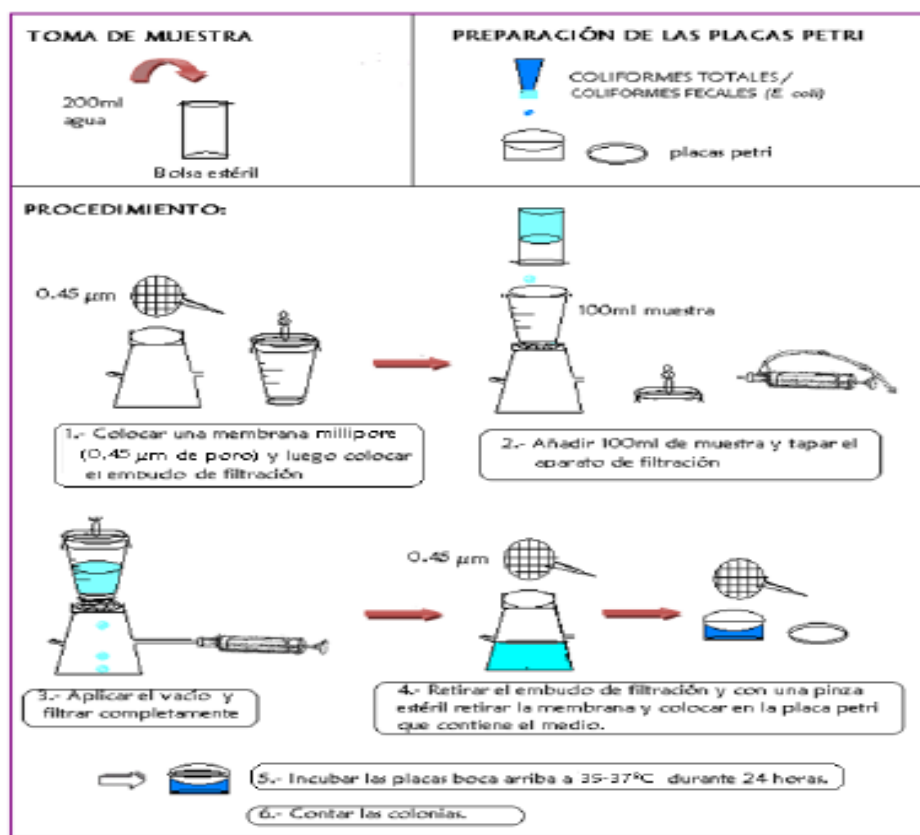 TOMA DE MUESTRA
200ml
agua
Bolsa estéril
PREPARACIÓN DE LAS PLACAS PETRI
COLIFORMES TOTALES /
COLIFORMES FECALES (E. coli)
placas petri
PROCEDIMIENTO:
0.45 µm
100ml muestra
1.- Colocar una membrana millipore
(0,45 µm de poro) y luego colocar
el embudo de filtración
2.- Añadir 100ml de muestra y tapar el
aparato de filtración
0.45 µm
3.- Aplicar el vacío y
filtrar completamente
4.- Retirar el embudo de filtración y con una pinza
estéril retirar la membrana y colocar en la placa petri
que contiene el medio.
5.- Incubar las placas boca arriba a 35-37ºC durante 24 horas.
6.- Contar las colonias.